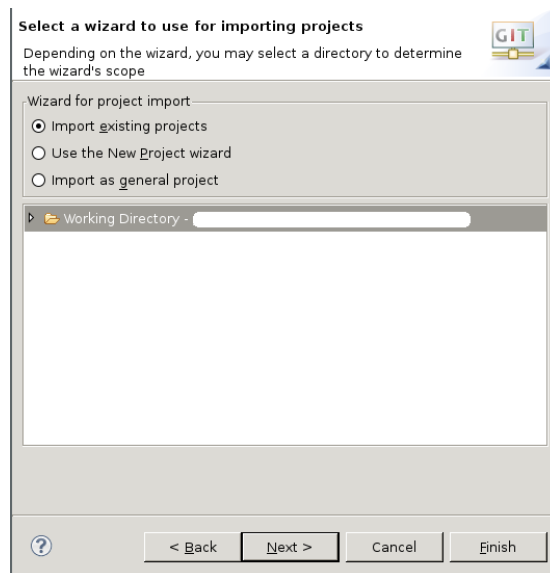 Select a wizard to use for importing projects
Depending on the wizard, you may select a directory to determine
the wizard's scope
GIT
Wizard for project import
Import existing projects
Use the New Project wizard
Import as general project
Working Directory -
?
< Back
Next >
Cancel
Finish